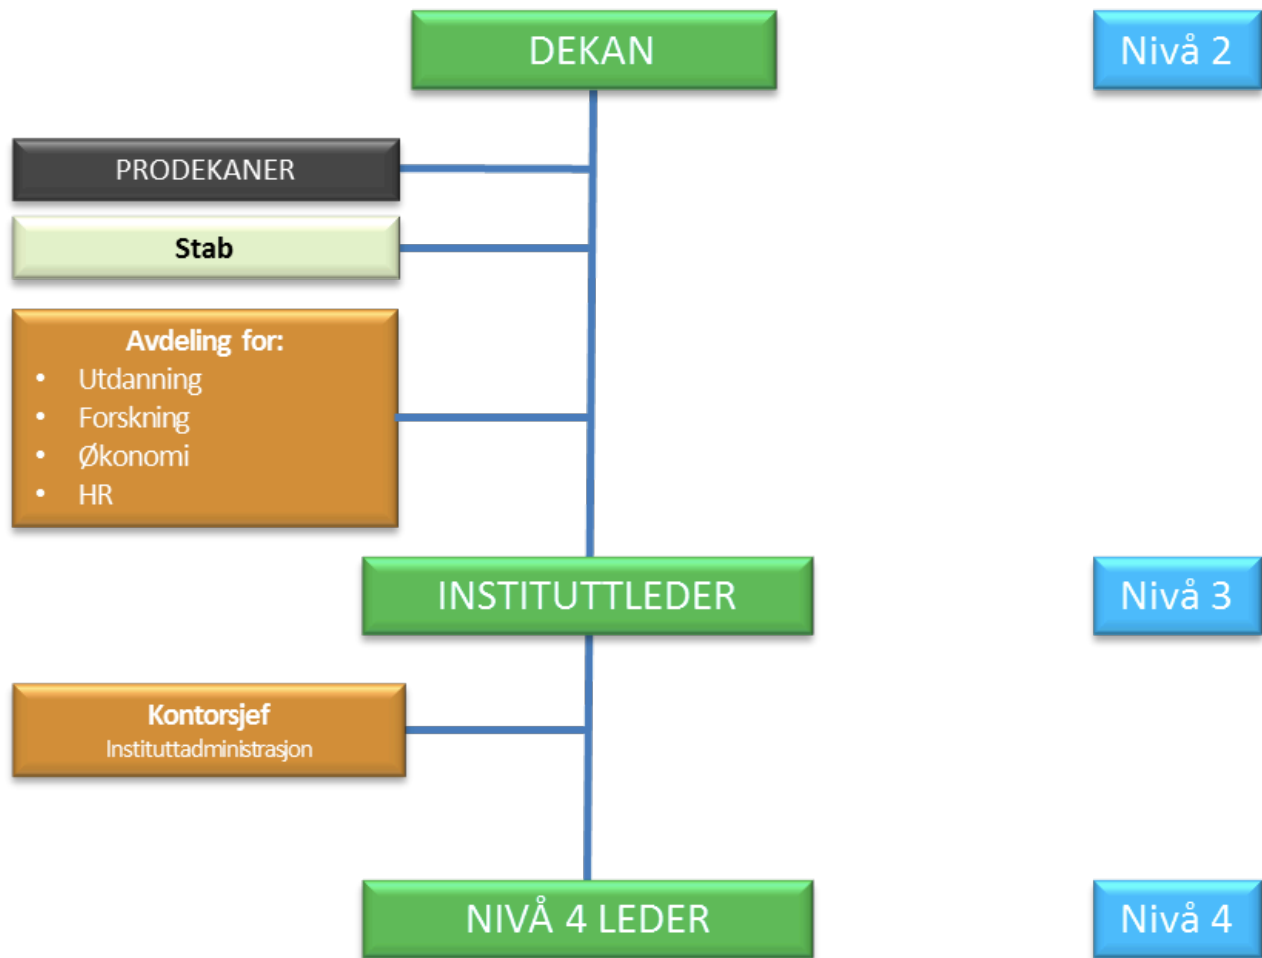 DEKAN
Nivå 2
PRODEKANER
Stab
Avdeling for:
• Utdanning
• Forskning
• Økonomi
• HR
INSTITUTTLEDER
Nivå 3
Kontorsjef
Instituttadministrasjon
NIVÅ 4 LEDER
Nivå 4